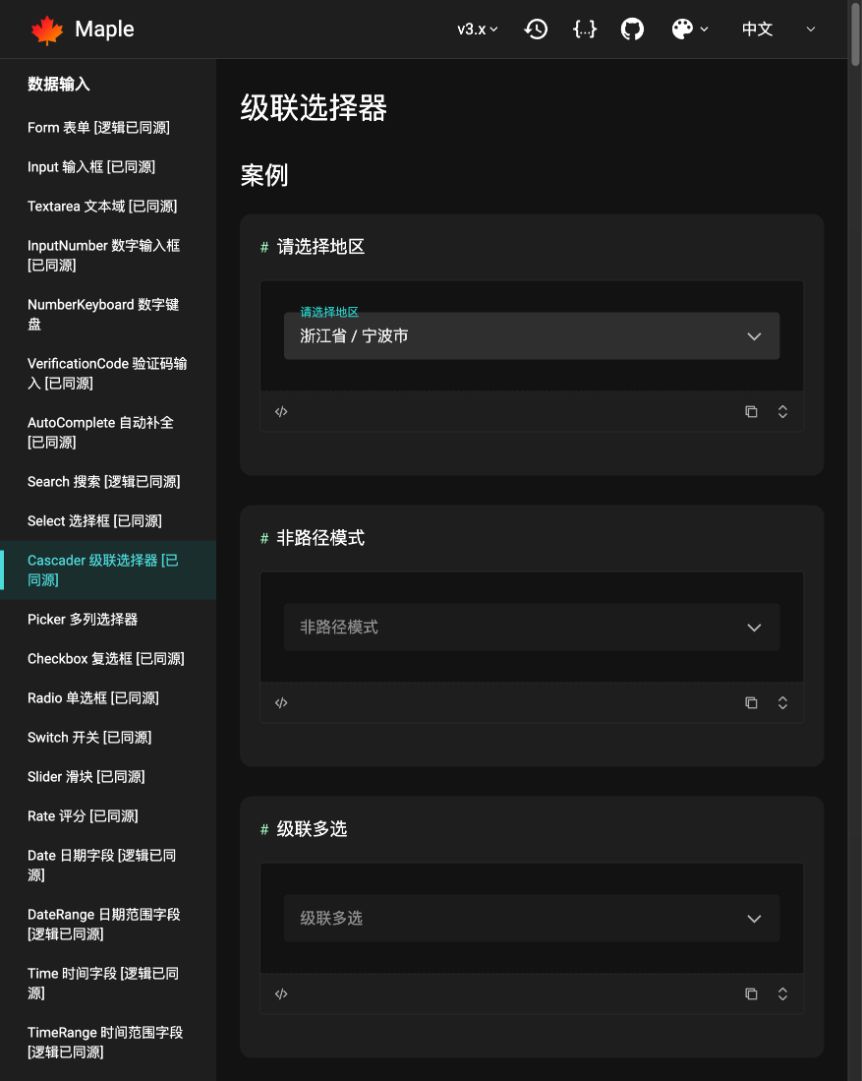 Maple
v3.x
{...}
中文
数据输入
Form 表单 [逻辑已同源]
Input 输入框 [已同源]
Textarea 文本域 [已同源]
InputNumber 数字输入框
[已同源]
NumberKeyboard 数字键
盘
VerificationCode 验证码输
入 [已同源]
AutoComplete 自动补全
[已同源]
Search 搜索 [逻辑已同源]
Select 选择框 [已同源]
Cascader 级联选择器 [已
同源]
Picker 多列选择器
Checkbox 复选框 [已同源]
Radio 单选框 [已同源]
Switch 开关 [已同源]
Slider 滑块 [已同源]
Rate 评分 [已同源]
Date 日期字段 [逻辑已同
源]
DateRange 日期范围字段
[逻辑已同源]
Time 时间字段 [逻辑已同
源]
TimeRange 时间范围字段
[逻辑已同源]
级联选择器
案例
# 请选择地区
请选择地区
浙江省 / 宁波市
# 非路径模式
非路径模式
# 级联多选
级联多选